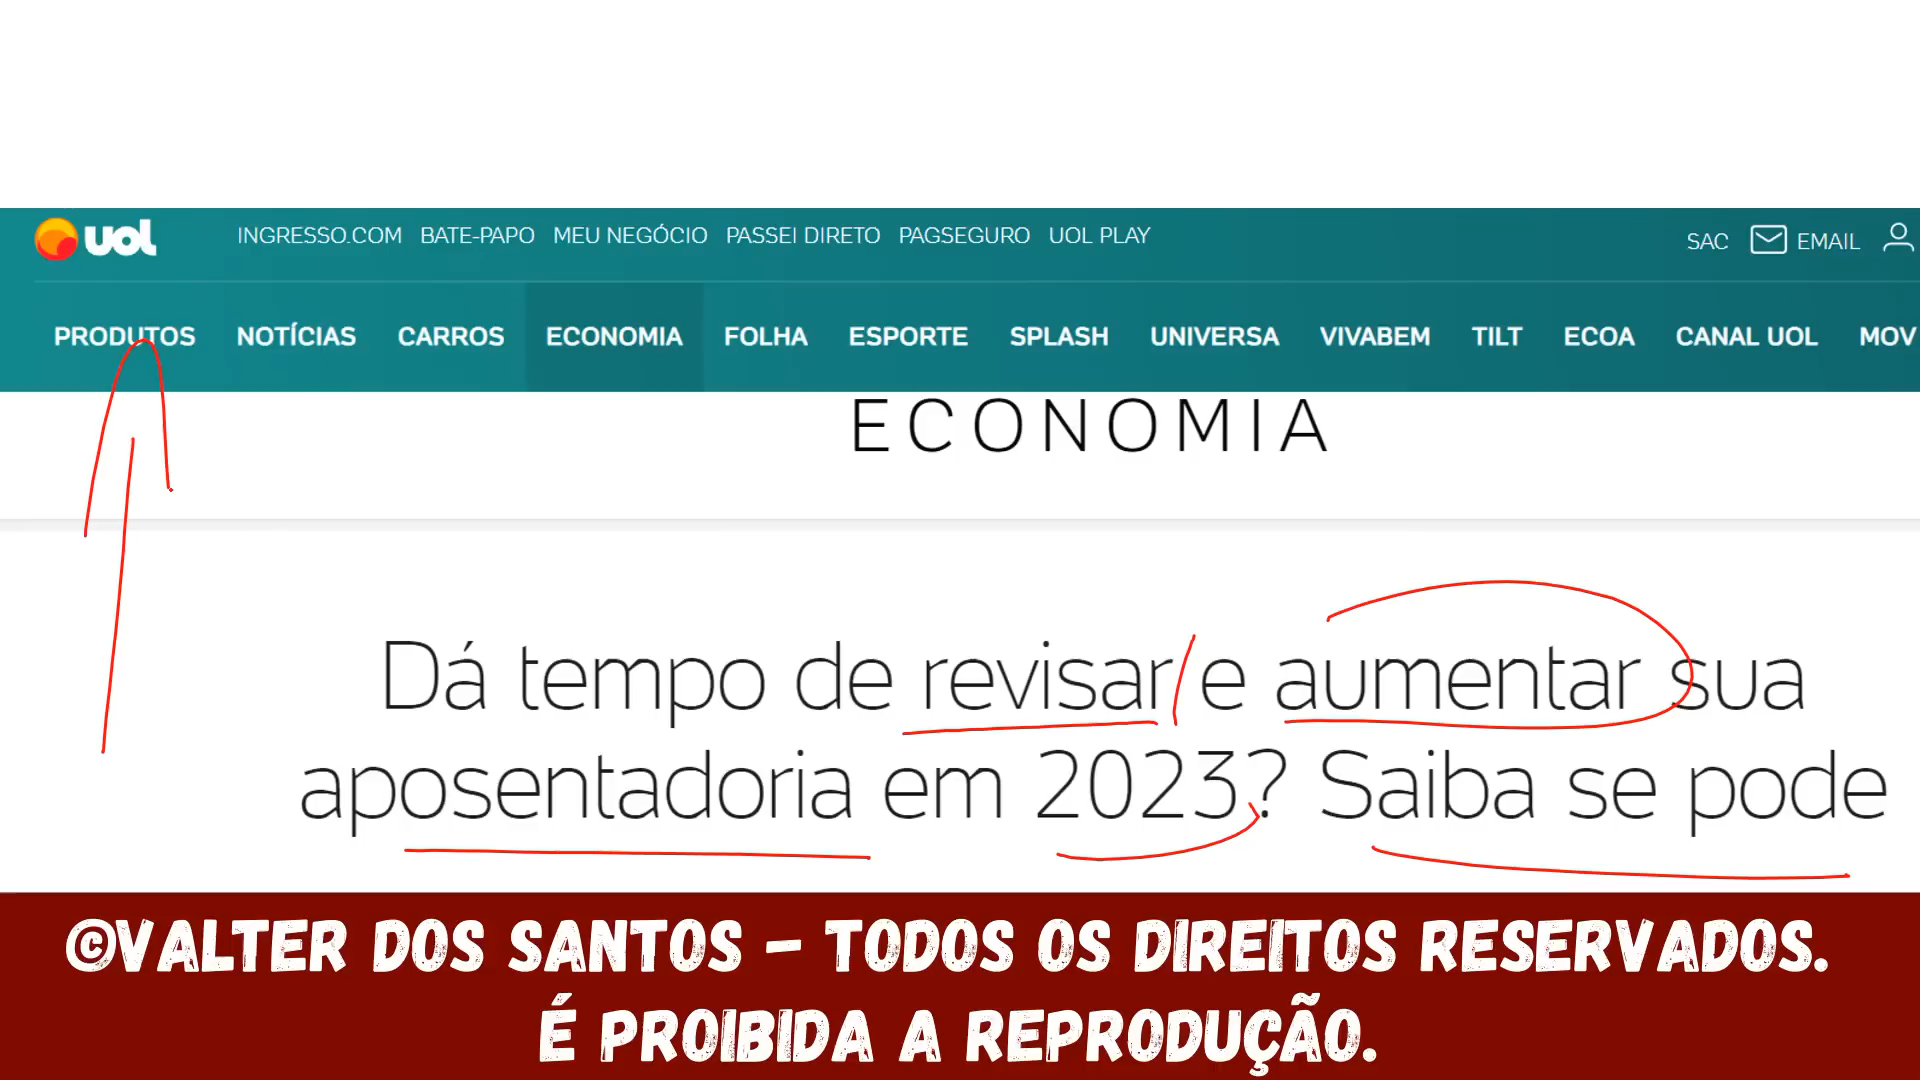 uol INGRESSO.COM BATE-PAPO MEU NEGÓCIO PASSEI DIRETO PAGSEGURO UOL PLAY SAC EMAIL
PRODUTOS NOTÍCIAS CARROS ECONOMIA FOLHA ESPORTE SPLASH UNIVERSA VIVABEM TILT ECOA CANAL UOL MOV
ECONOMIA
Dá tempo de revisar e aumentar sua
aposentadoria em 2023? Saiba se pode
©VALTER DOS SANTOS – TODOS OS DIREITOS RESERVADOS.
É PROIBIDA A REPRODUÇÃO.